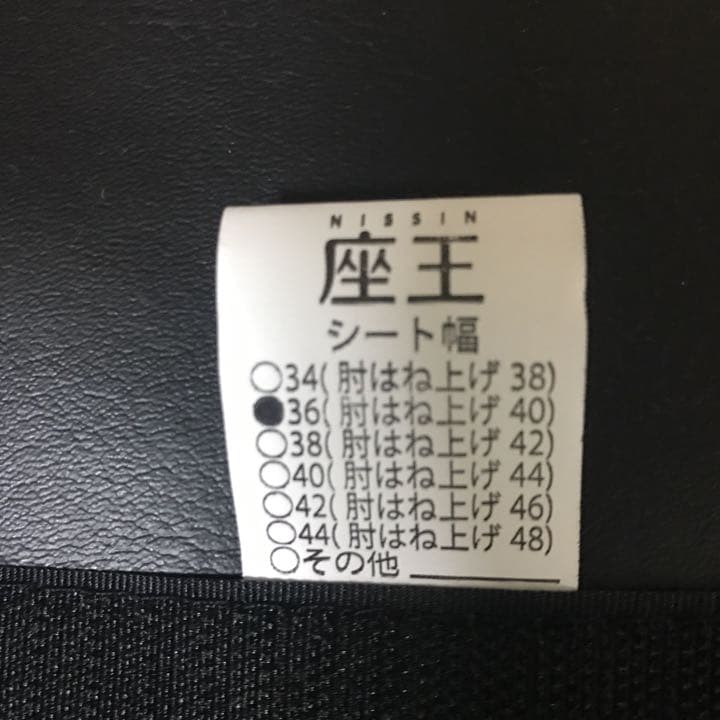 NISSIN
座王
シート幅
○34(肘はね上げ 38)
●36(肘はね上げ 40)
○38(肘はね上げ 42)
○40(肘はね上げ 44)
○42(肘はね上げ 46)
○44(肘はね上げ 48)
○その他